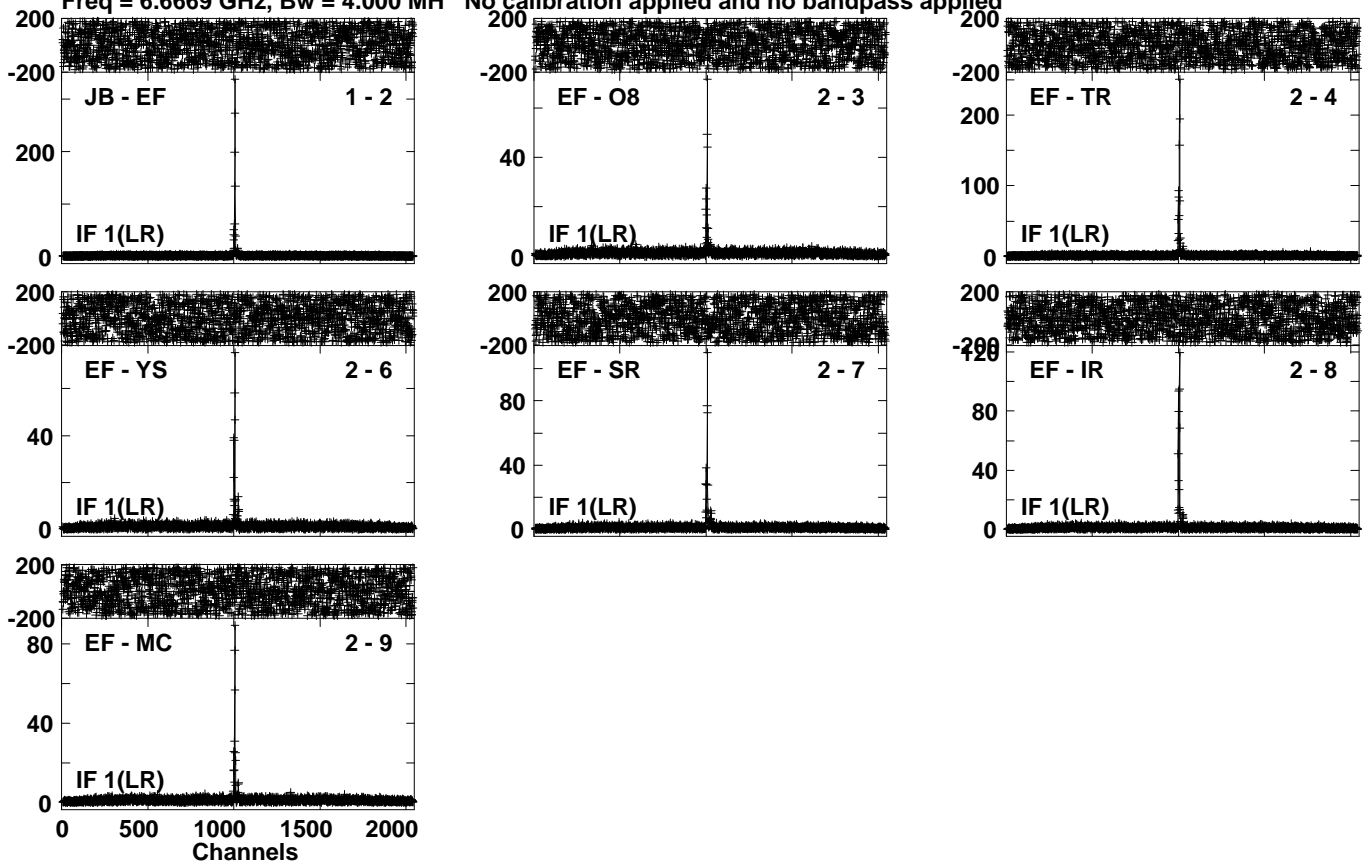 Freq = 6.6669 GHz, Bw = 4.000 MH No calibration applied and no bandpass applied
200 200 200
-200 -200 -200
JB - EF 1 - 2 EF - O8 2 - 3 EF - TR 2 - 4
200 40 200
100
IF 1(LR) IF 1(LR) IF 1(LR)
0 0 0
200 200 200
-200 -200 -200
120
EF - YS 2 - 6 EF - SR 2 - 7 EF - IR 2 - 8
80 80
40 40 40
IF 1(LR) IF 1(LR) IF 1(LR)
0 0 0
200
-200
EF - MC 2 - 9
80
40
IF 1(LR)
0
0 500 1000 1500 2000
Channels